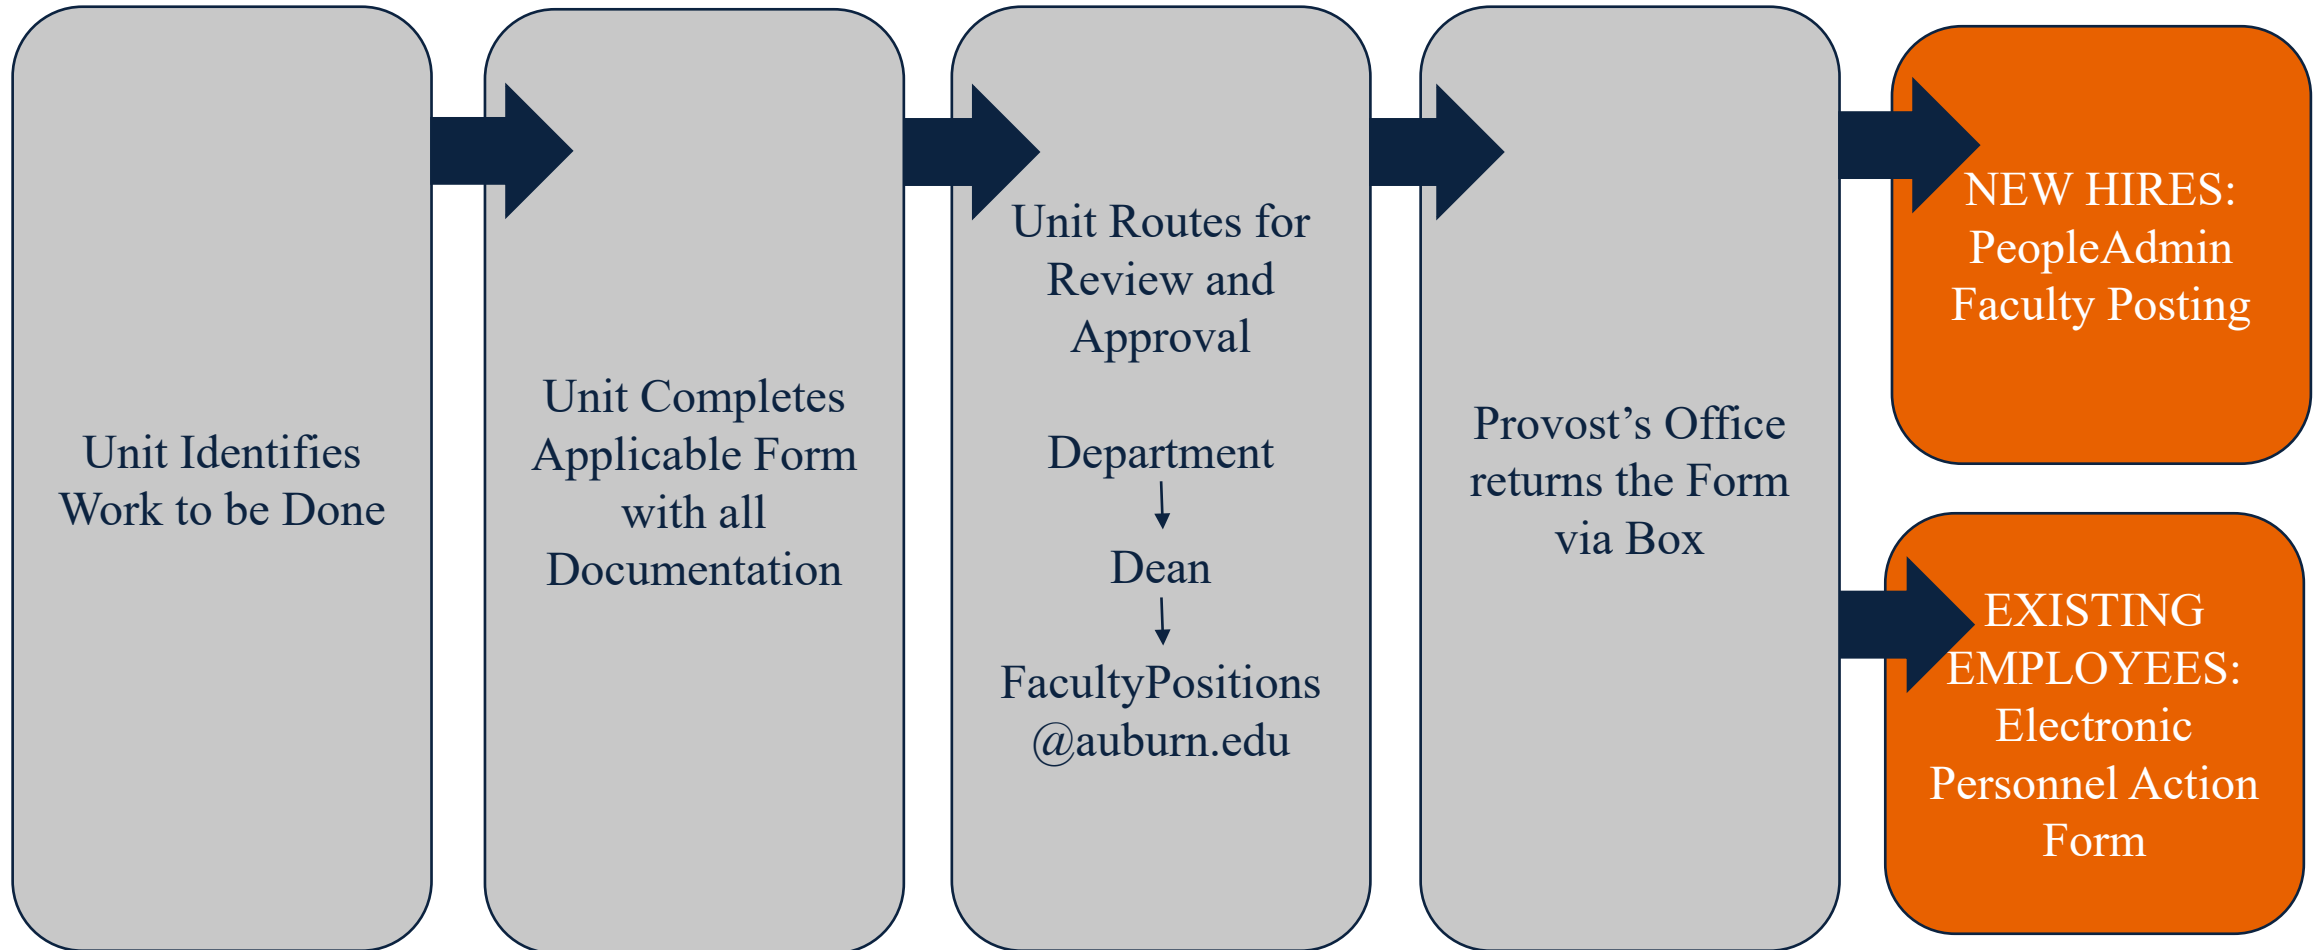 Unit Identifies
Work to be Done
Unit Completes
Applicable Form
with all
Documentation
Unit Routes for
Review and
Approval
Department
Dean
FacultyPositions
@auburn.edu
Provost’s Office
returns the Form
via Box
NEW HIRES:
PeopleAdmin
Faculty Posting
EXISTING
EMPLOYEES:
Electronic
Personnel Action
Form